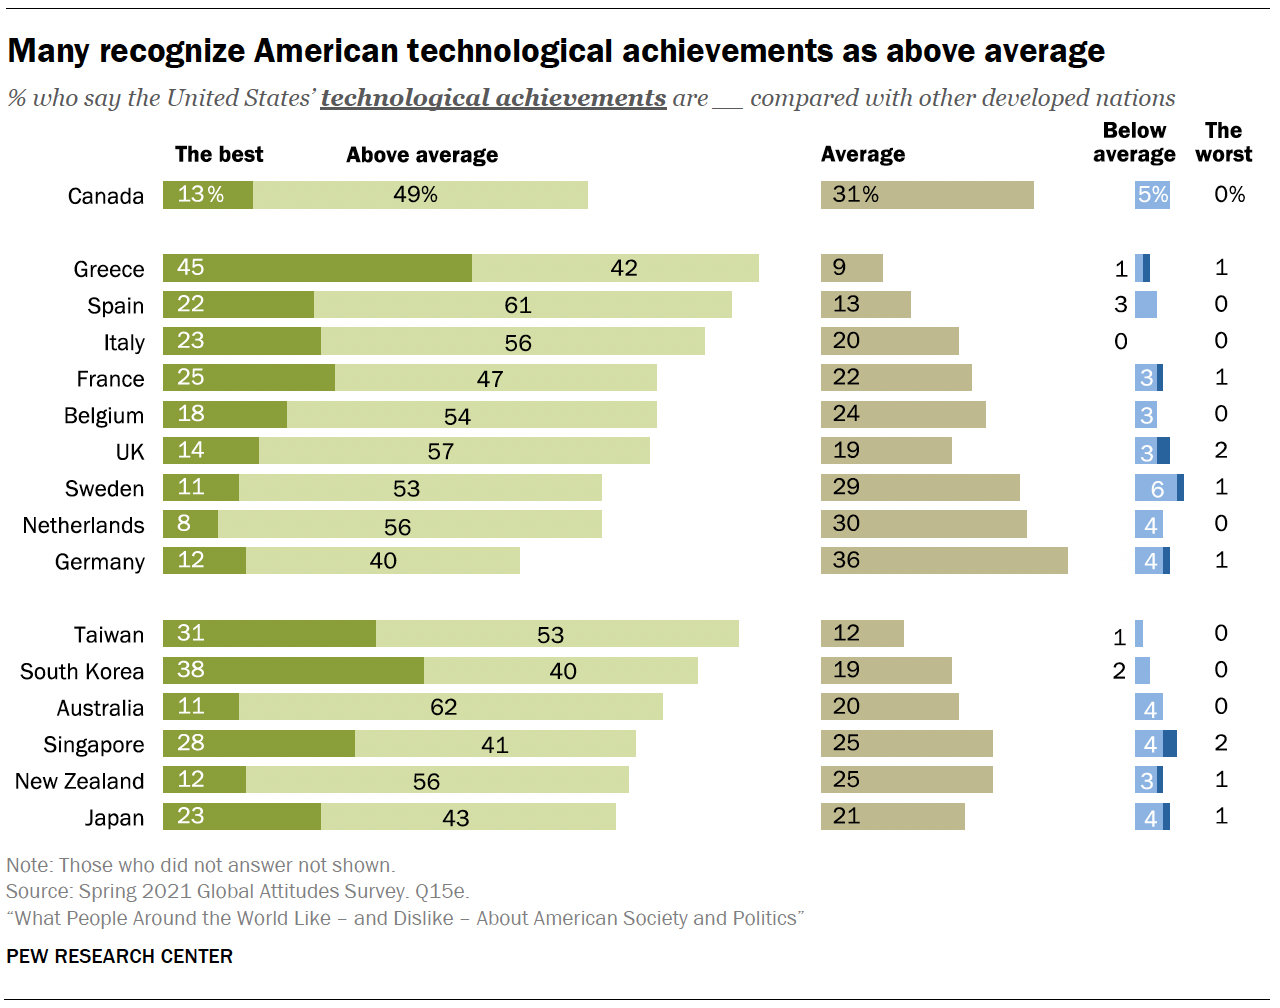 Many recognize American technological achievements as above average
% who say the United States’ technological achievements are __ compared with other developed nations
The best Above average Average Below average The worst
Canada 13% 49% 31% 5% 0%
Greece 45 42 9 1 1
Spain 22 61 13 3 0
Italy 23 56 20 0 0
France 25 47 22 3 1
Belgium 18 54 24 3 0
UK 14 57 19 3 2
Sweden 11 53 29 6 1
Netherlands 8 56 30 4 0
Germany 12 40 36 4 1
Taiwan 31 53 12 1 0
South Korea 38 40 19 2 0
Australia 11 62 20 4 0
Singapore 28 41 25 4 2
New Zealand 12 56 25 3 1
Japan 23 43 21 4 1
Note: Those who did not answer not shown.
Source: Spring 2021 Global Attitudes Survey. Q15e.
“What People Around the World Like – and Dislike – About American Society and Politics”
PEW RESEARCH CENTER